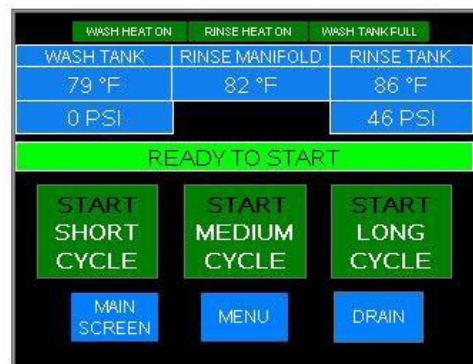 WASH HEAT ON RINSE HEAT ON WASH TANK FULL
WASH TANK RINSE MANIFOLD RINSE TANK
79 °F 82 °F 86 °F
0 PSI 46 PSI
READY TO START
START START START
SHORT MEDIUM LONG
CYCLE CYCLE CYCLE
MAIN
SCREEN MENU DRAIN